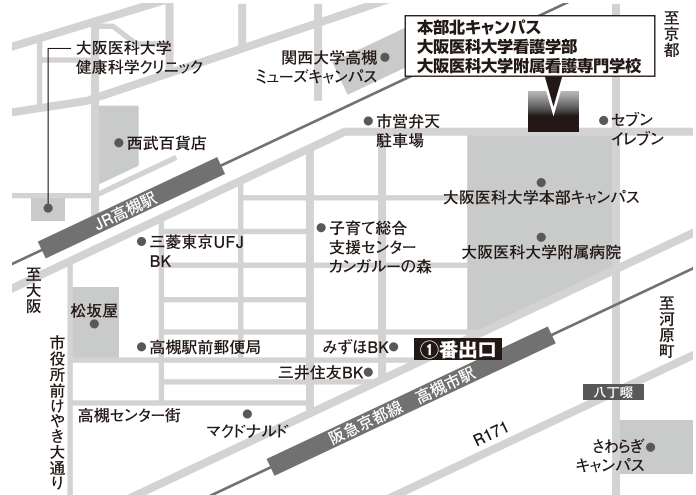 大阪医科大学
健康科学クリニック
関西大学高槻
ミューズキャンパス
本部北キャンパス
大阪医科大学看護学部
大阪医科大学附属看護専門学校
至京都
西武百貨店
市営弁天
駐車場
セブン
イレブン
JR高槻駅
大阪医科大学本部キャンパス
三菱東京UFJ
BK
子育て総合
支援センター
カンガルーの森
大阪医科大学附属病院
至大阪
松坂屋
至河原町
市役所前けやき大通り
高槻駅前郵便局
みずほBK
①番出口
三井住友BK
阪急京都線 高槻市駅
八丁畷
高槻センター街
マクドナルド
R171
さわらぎ
キャンパス